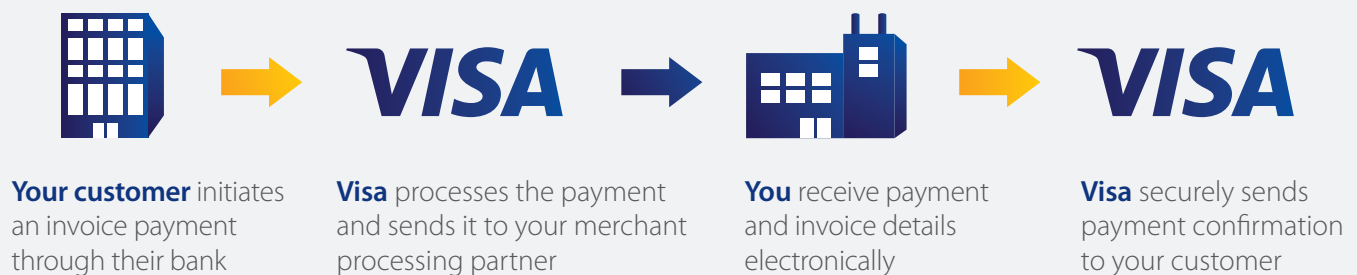 VISA
VISA
Your customer initiates
an invoice payment
through their bank
Visa processes the payment
and sends it to your merchant
processing partner
You receive payment
and invoice details
electronically
Visa securely sends
payment confirmation
to your customer